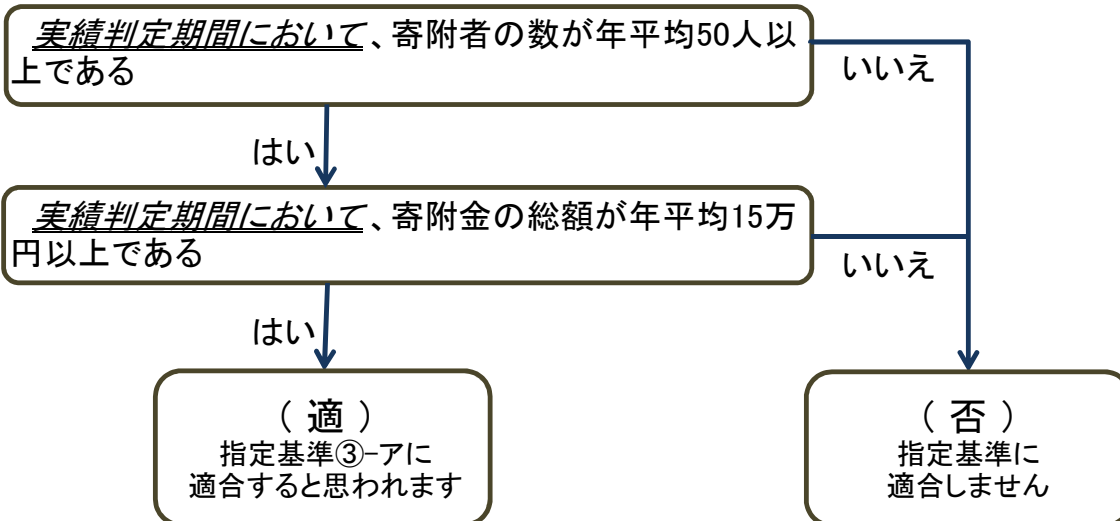 実績判定期間において、寄附者の数が年平均50人以
上である
いいえ
はい
実績判定期間において、寄附金の総額が年平均15万
円以上である
いいえ
はい
（ 適 ）
指定基準③-アに
適合すると思われます
（ 否 ）
指定基準に
適合しません